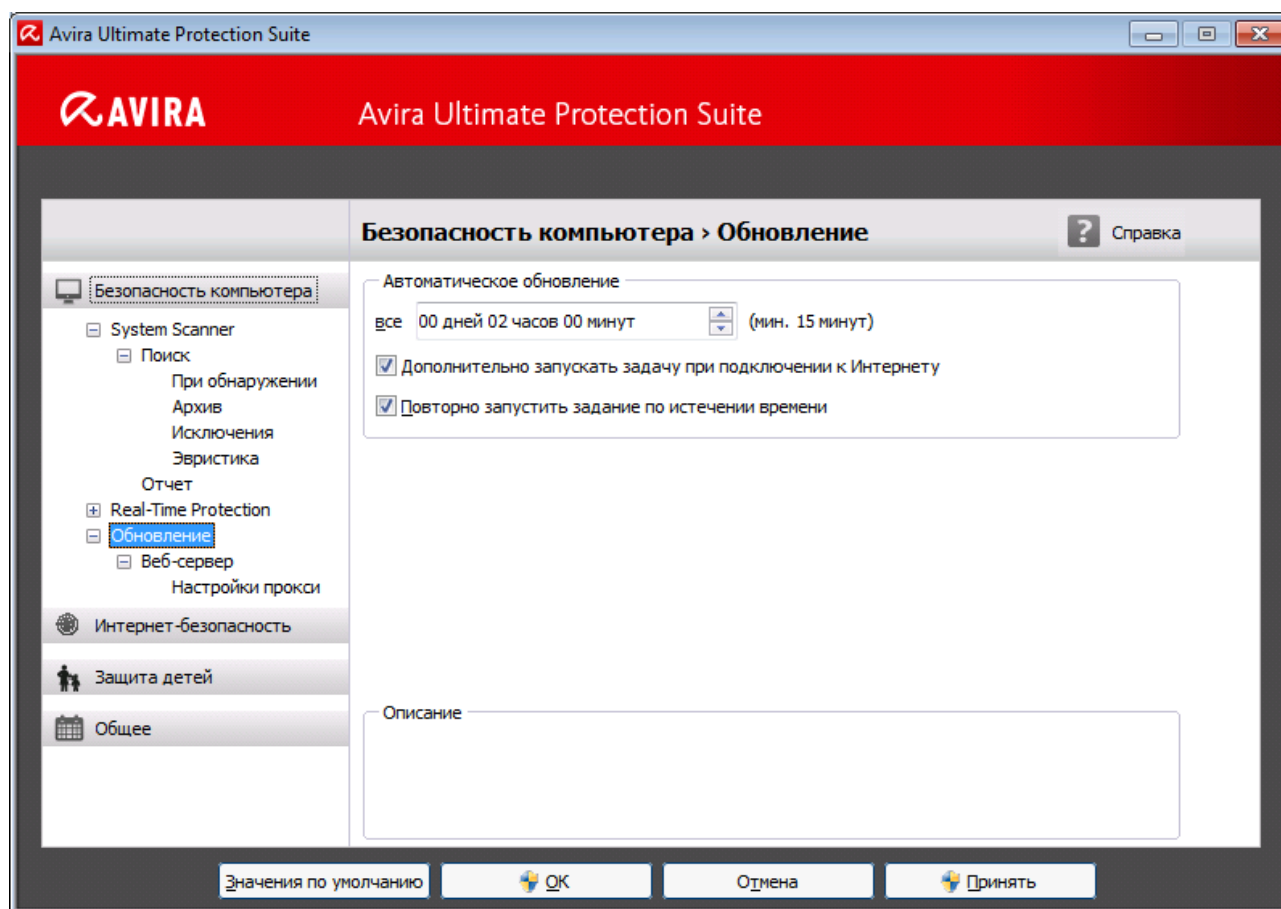 Avira Ultimate Protection Suite
AVIRA
Avira Ultimate Protection Suite
Безопасность компьютера › Обновление
? Справка
Безопасность компьютера
System Scanner
Поиск
При обнаружении
Архив
Исключения
Эвристика
Отчет
Real-Time Protection
Обновление
Веб-сервер
Настройки прокси
Интернет-безопасность
Защита детей
Общее
Автоматическое обновление
все 00 дней 02 часов 00 минут (мин. 15 минут)
Дополнительно запускать задачу при подключении к Интернету
Повторно запустить задание по истечении времени
Описание
Значения по умолчанию
OK
Отмена
Принять